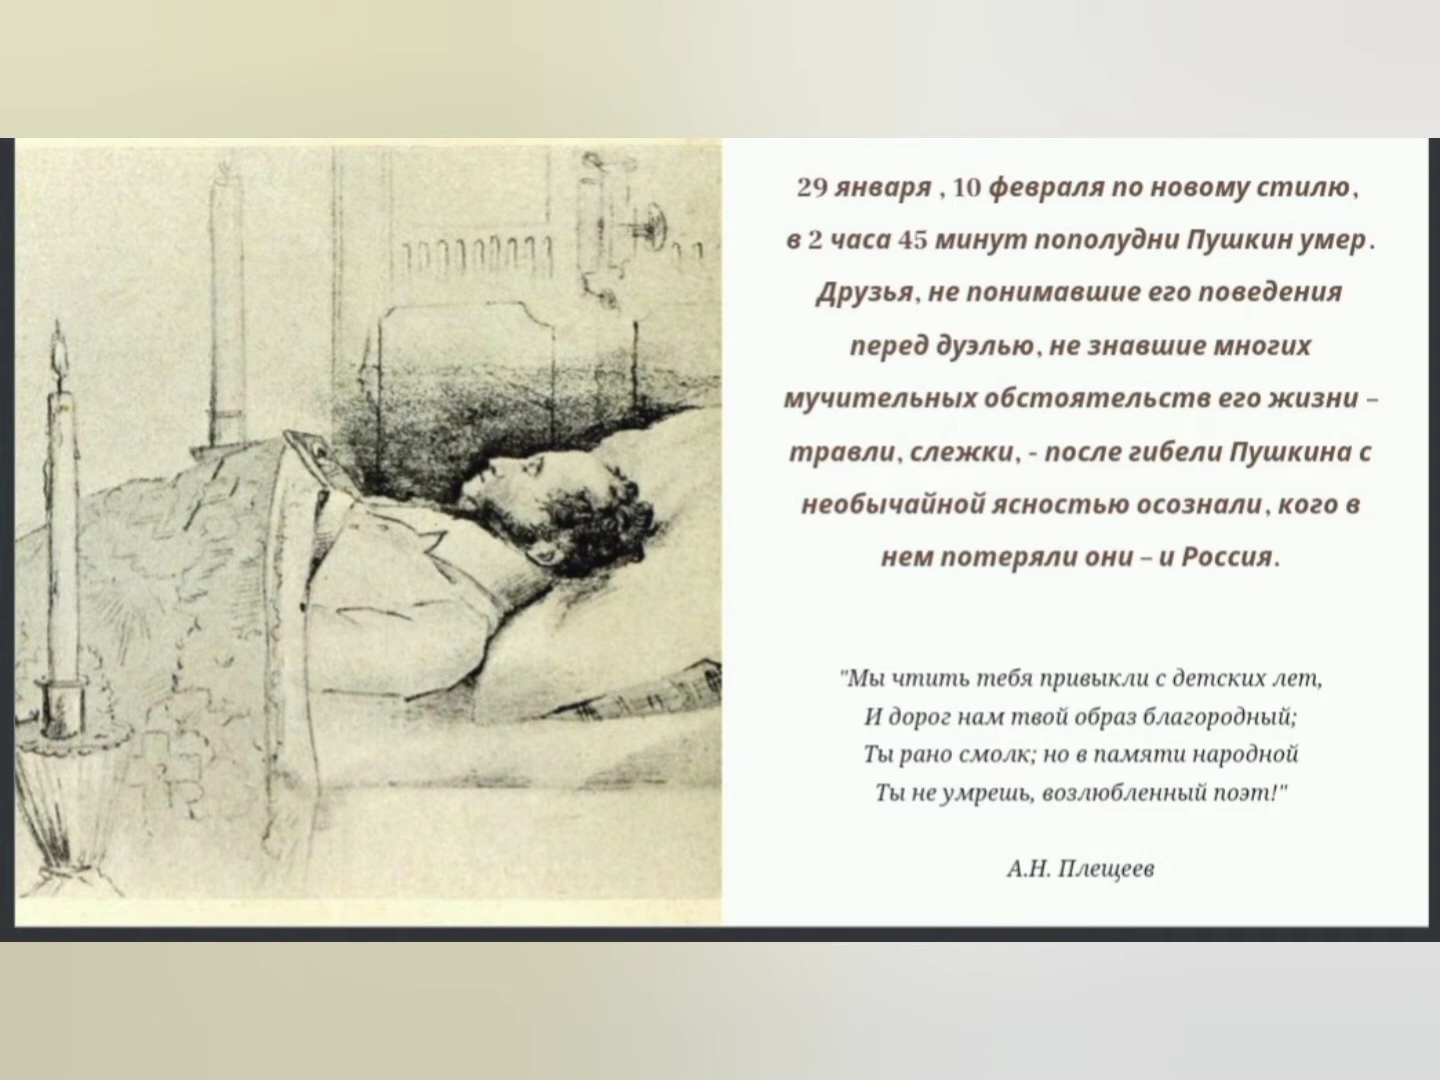 29 января , 10 февраля по новому стилю,
в 2 часа 45 минут пополудни Пушкин умер.
Друзья, не понимавшие его поведения
перед дуэлью, не знавшие многих
мучительных обстоятельств его жизни –
травли, слежки, - после гибели Пушкина с
необычайной ясностью осознали, кого в
нем потеряли они – и Россия.
"Мы чтить тебя привыкли с детских лет,
И дорог нам твой образ благородный;
Ты рано смолк; но в памяти народной
Ты не умрешь, возлюбленный поэт!"
А.Н. Плещеев